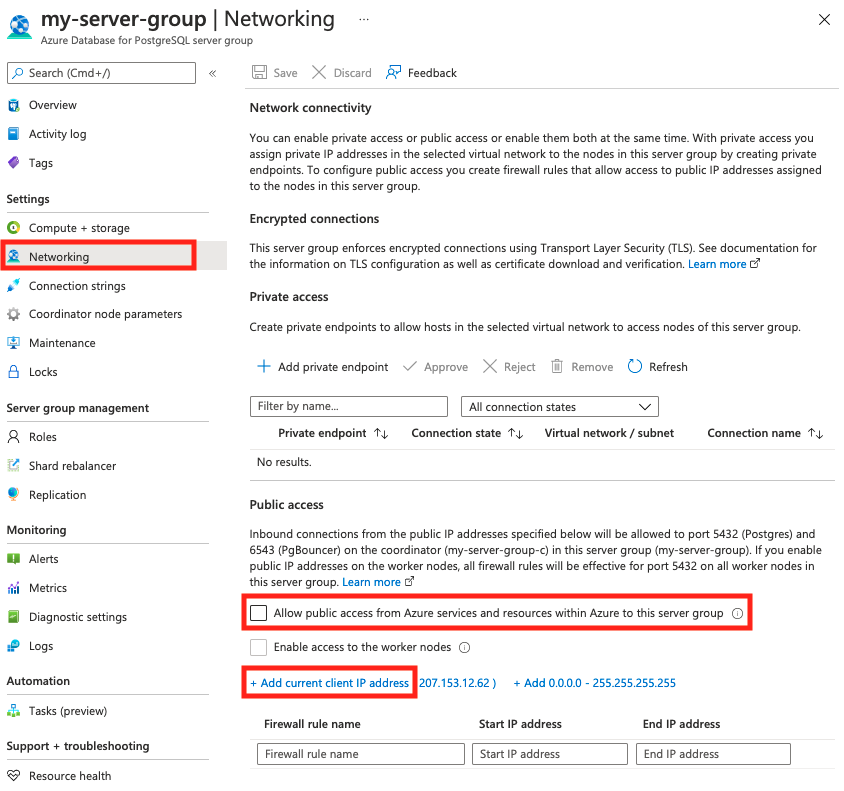 my-server-group | Networking ...
Azure Database for PostgreSQL server group
Search (Cmd+/)
«
Overview
Activity log
Tags
Settings
Compute + storage
Networking
Connection strings
Coordinator node parameters
Maintenance
Locks
Server group management
Roles
Shard rebalancer
Replication
Monitoring
Alerts
Metrics
Diagnostic settings
Logs
Automation
Tasks (preview)
Support + troubleshooting
Resource health
Save Discard Feedback
Network connectivity
You can enable private access or public access or enable them both at the same time. With private access you
assign private IP addresses in the selected virtual network to the nodes in this server group by creating private
endpoints. To configure public access you create firewall rules that allow access to public IP addresses assigned
to the nodes in this server group.
Encrypted connections
This server group enforces encrypted connections using Transport Layer Security (TLS). See documentation for
the information on TLS configuration as well as certificate download and verification. Learn more
Private access
Create private endpoints to allow hosts in the selected virtual network to access nodes of this server group.
+ Add private endpoint Approve Reject Remove Refresh
Filter by name... All connection states
Private endpoint ↑↓ Connection state ↑↓ Virtual network / subnet Connection name ↑↓
No results.
Public access
Inbound connections from the public IP addresses specified below will be allowed to port 5432 (Postgres) and
6543 (PgBouncer) on the coordinator (my-server-group-c) in this server group (my-server-group). If you enable
public IP addresses on the worker nodes, all firewall rules will be effective for port 5432 on all worker nodes in
this server group. Learn more
Allow public access from Azure services and resources within Azure to this server group
Enable access to the worker nodes
+ Add current client IP address 207.153.12.62 ) + Add 0.0.0.0 - 255.255.255.255
Firewall rule name Start IP address End IP address
Firewall rule name Start IP address End IP address